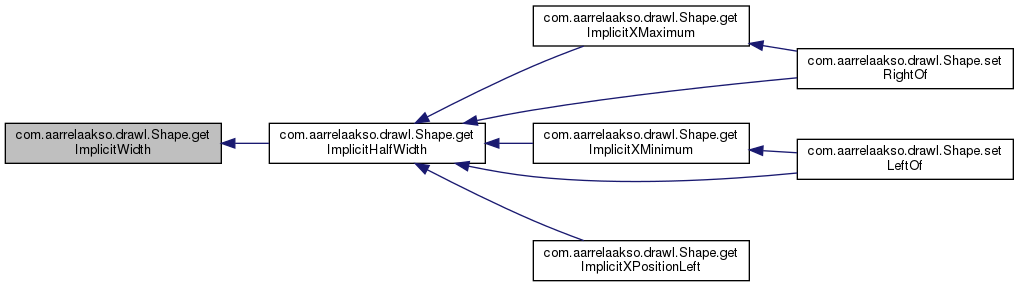 com.aarrelaakso.drawl.Shape.get
ImplicitXMaximum
com.aarrelaakso.drawl.Shape.set
RightOf
com.aarrelaakso.drawl.Shape.get
ImplicitWidth
com.aarrelaakso.drawl.Shape.get
ImplicitHalfWidth
com.aarrelaakso.drawl.Shape.get
ImplicitXMinimum
com.aarrelaakso.drawl.Shape.set
LeftOf
com.aarrelaakso.drawl.Shape.get
ImplicitXPositionLeft